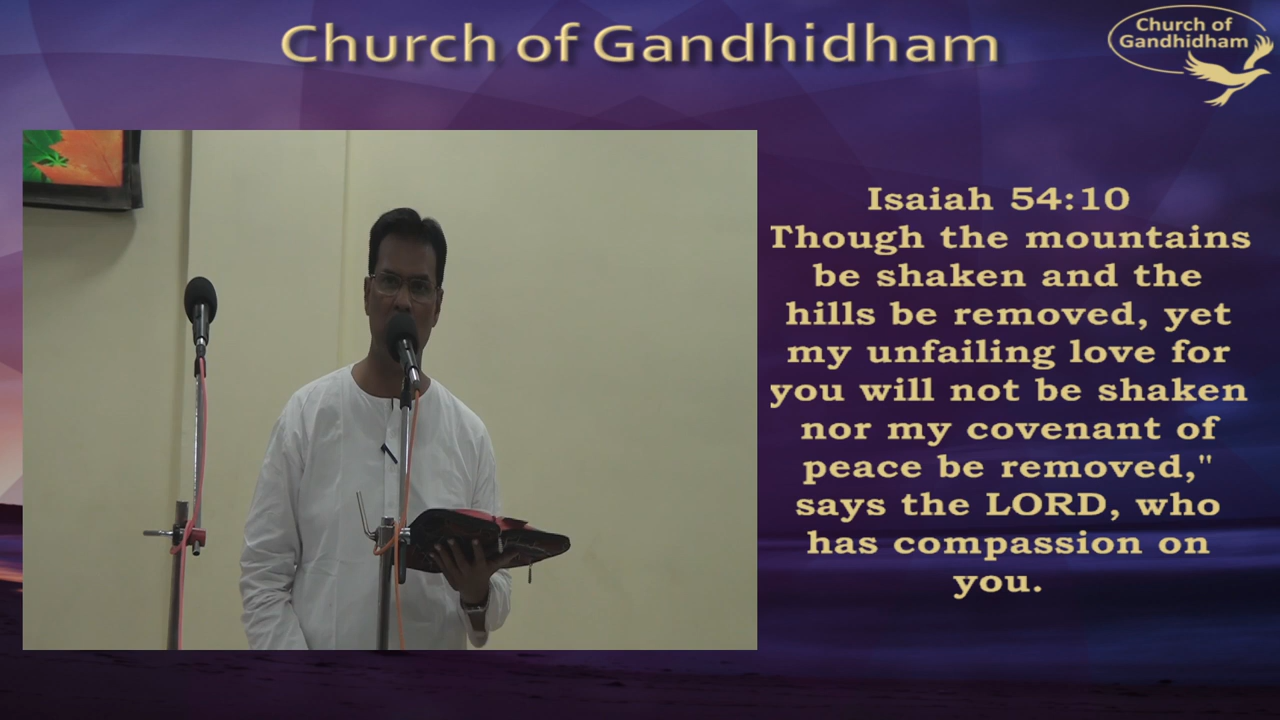 Church of Gandhidham
Church of
Gandhidham
Isaiah 54:10
Though the mountains
be shaken and the
hills be removed, yet
my unfailing love for
you will not be shaken
nor my covenant of
peace be removed,"
says the LORD, who
has compassion on
you.